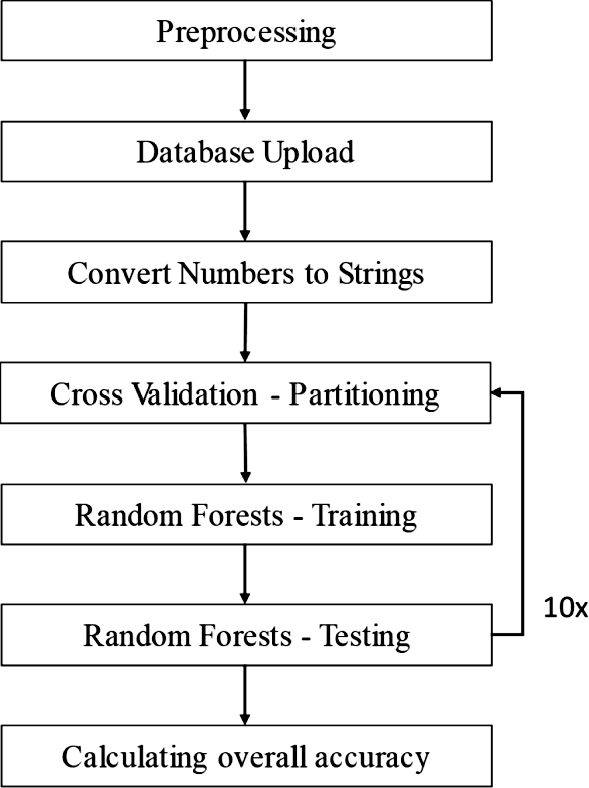 Preprocessing
Database Upload
Convert Numbers to Strings
Cross Validation - Partitioning
Random Forests - Training
Random Forests - Testing
10x
Calculating overall accuracy